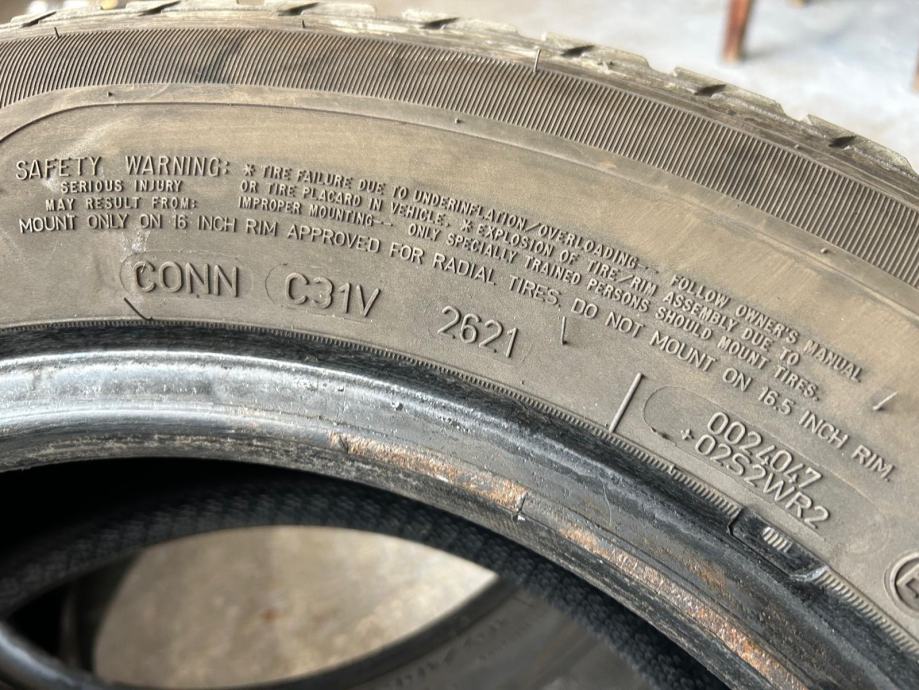 SAFETY WARNING:
SERIOUS INJURY
MAY RESULT FROM:
* TIRE FAILURE DUE TO UNDERINFLATION/OVERLOADING--- FOLLOW OWNER'S MANUAL
OR TIRE PLACARD IN VEHICLE. * EXPLOSION OF TIRE/RIM ASSEMBLY DUE TO
IMPROPER MOUNTING--- ONLY SPECIALLY TRAINED PERSONS SHOULD MOUNT TIRES.
MOUNT ONLY ON 16 INCH RIM APPROVED FOR RADIAL TIRES. DO NOT MOUNT ON 16.5 INCH RIM.
CONN C31V 2621
0024047
+02S2WR2